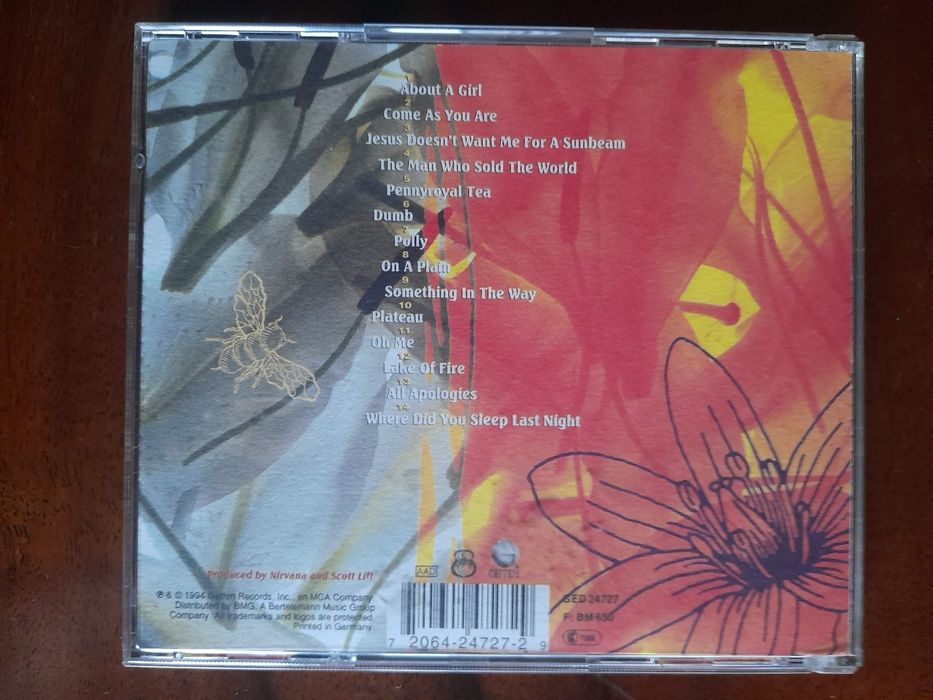 1
About A Girl
2
Come As You Are
3
Jesus Doesn't Want Me For A Sunbeam
4
The Man Who Sold The World
5
Pennyroyal Tea
6
Dumb
7
Polly
8
On A Plain
9
Something In The Way
10
Plateau
11
Oh Me
12
Lake Of Fire
13
All Apologies
14
Where Did You Sleep Last Night
Produced by Nirvana and Scott Litt
℗ & © 1994 Geffen Records, Inc., an MCA Company
Distributed by BMG, A Bertelsmann Music Group
Company. All trademarks and logos are protected.
Printed in Germany.
AAD
GEFFEN
7 2064-24727-2 9
GED 24727
F: BM 650